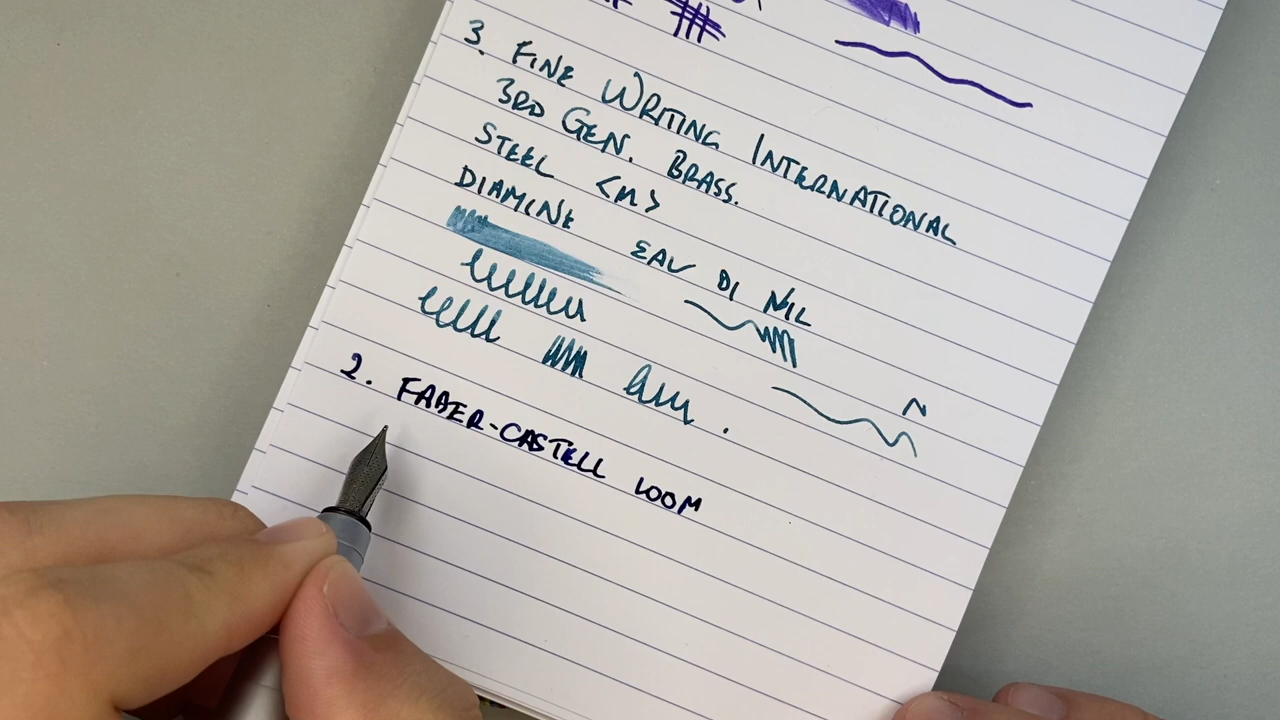 3. FINE WRITING INTERNATIONAL
3RD GEN. BRASS.
STEEL <M>
DIAMINE EAU DI NIL
2. FABER-CASTELL LOOM